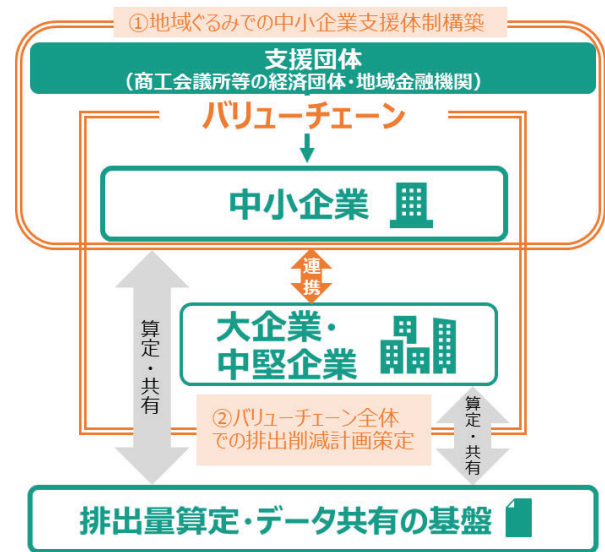 ①地域ぐるみでの中小企業支援体制構築
支援団体
（商工会議所等の経済団体・地域金融機関）
バリューチェーン
中小企業
連携
大企業・
中堅企業
算定・共有
②バリューチェーン全体
での排出削減計画策定
算定・共有
排出量算定・データ共有の基盤